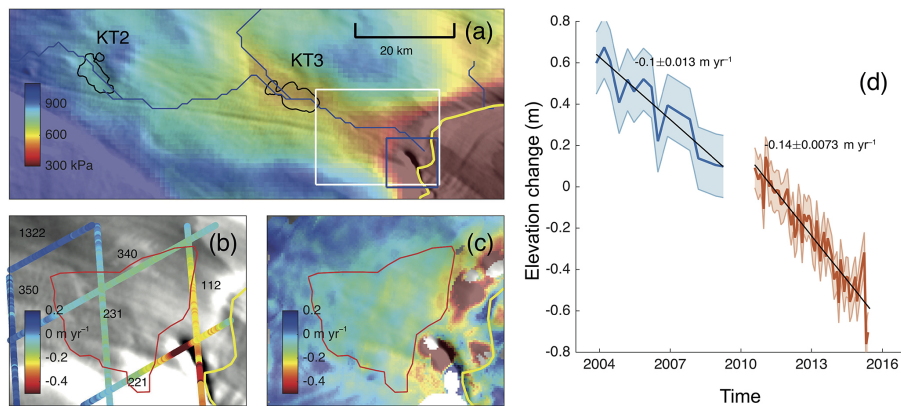 (a)
KT2
KT3
20 km
900
600
300 kPa
(b)
1322
340
350
112
231
221
0.2
0 m yr⁻¹
-0.2
-0.4
(c)
0.2
0 m yr⁻¹
-0.2
-0.4
(d)
-0.1±0.013 m yr⁻¹
-0.14±0.0073 m yr⁻¹
Elevation change (m)
0.8
0.6
0.4
0.2
0
-0.2
-0.4
-0.6
-0.8
2004
2007
2010
2013
2016
Time